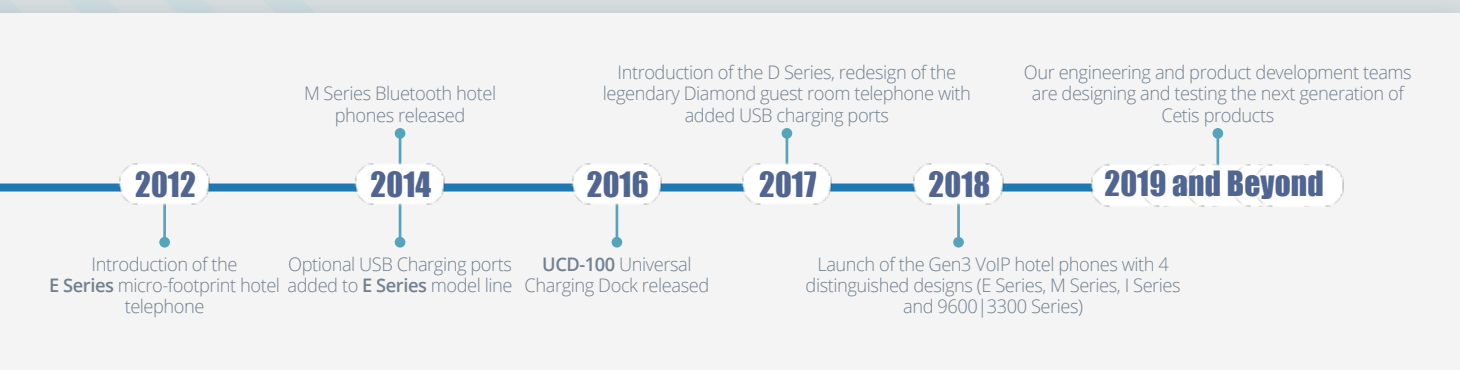 Introduction of the D Series, redesign of the
legendary Diamond guest room telephone with
added USB charging ports
Our engineering and product development teams
are designing and testing the next generation of
Cetis products
M Series Bluetooth hotel
phones released
2012
2014
2016
2017
2018
2019 and Beyond
Introduction of the
E Series micro-footprint hotel
telephone
Optional USB Charging ports
added to E Series model line
UCD-100 Universal
Charging Dock released
Launch of the Gen3 VoIP hotel phones with 4
distinguished designs (E Series, M Series, I Series
and 9600|3300 Series)